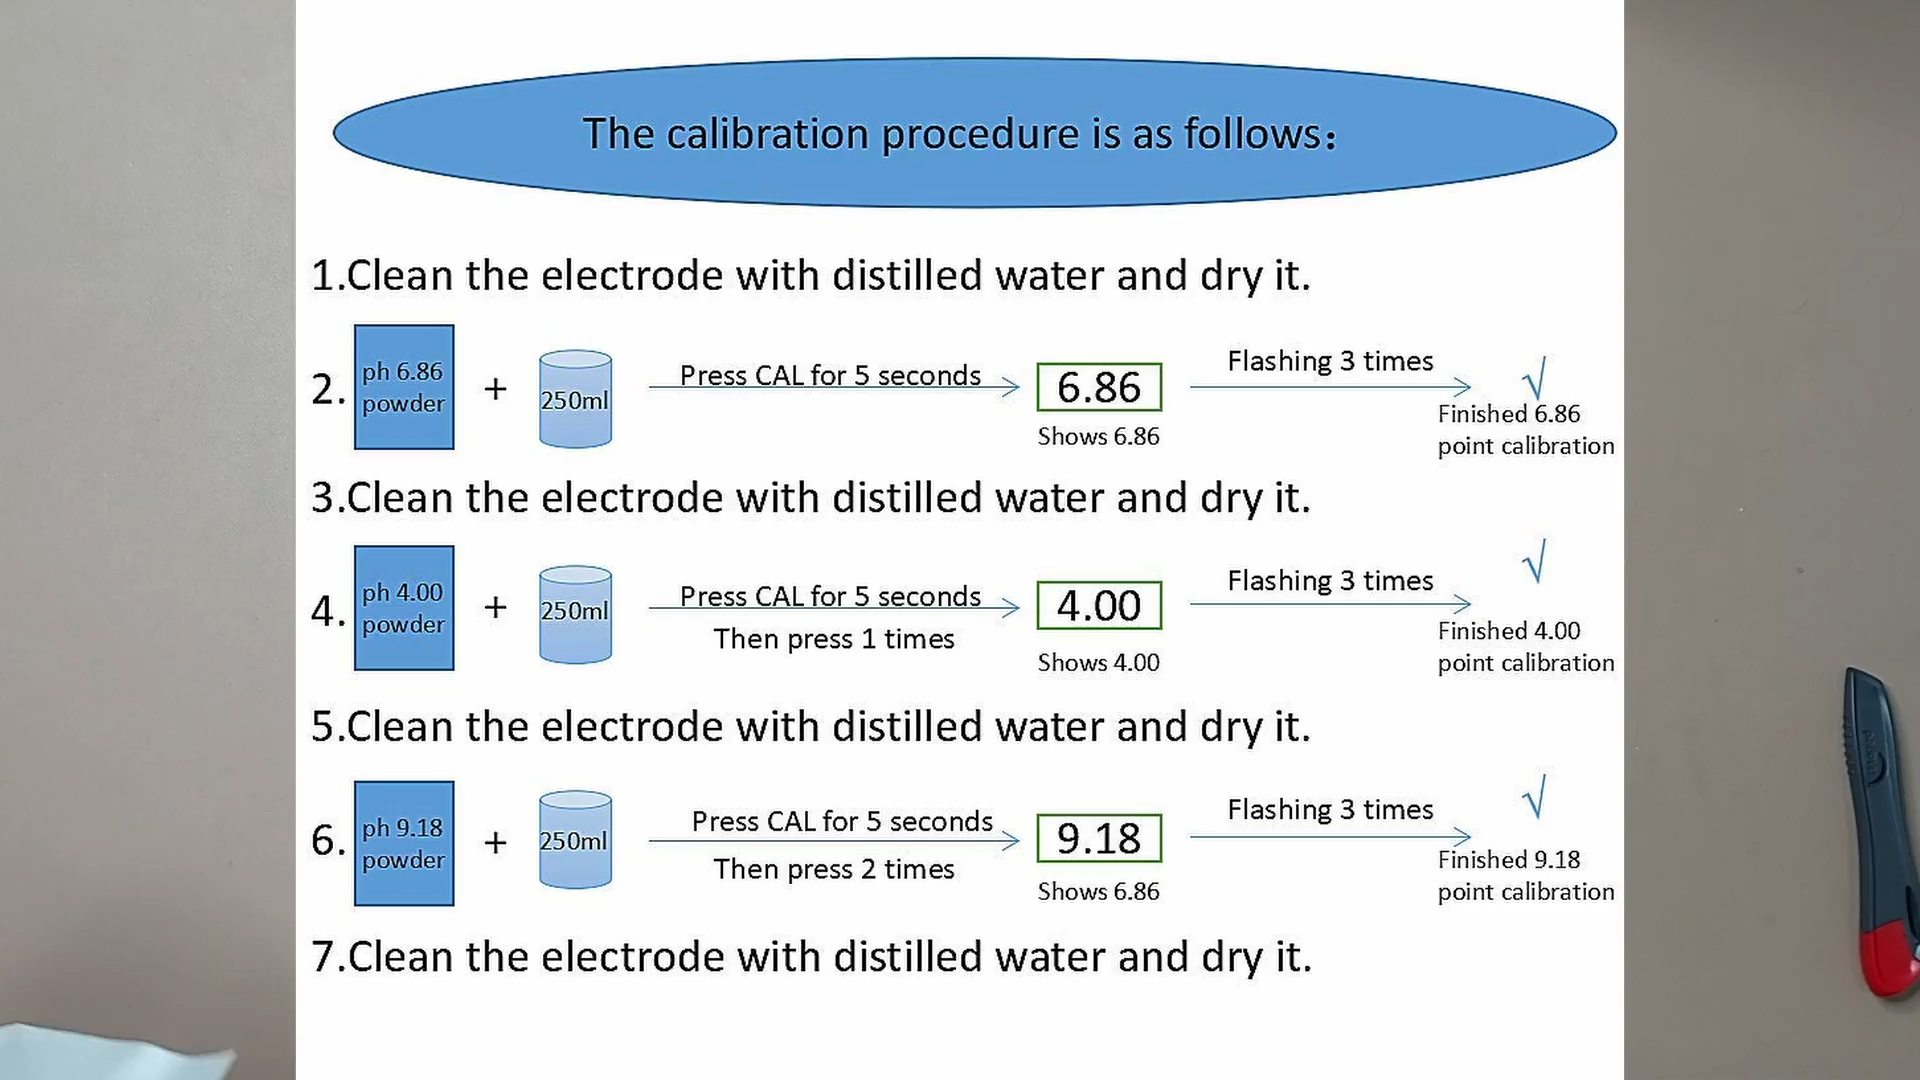 The calibration procedure is as follows：
1.Clean the electrode with distilled water and dry it.
2.
ph 6.86
powder
+
250ml
Press CAL for 5 seconds
6.86
Shows 6.86
Flashing 3 times
√
Finished 6.86
point calibration
3.Clean the electrode with distilled water and dry it.
4.
ph 4.00
powder
+
250ml
Press CAL for 5 seconds
Then press 1 times
4.00
Shows 4.00
Flashing 3 times
√
Finished 4.00
point calibration
5.Clean the electrode with distilled water and dry it.
6.
ph 9.18
powder
+
250ml
Press CAL for 5 seconds
Then press 2 times
9.18
Shows 6.86
Flashing 3 times
√
Finished 9.18
point calibration
7.Clean the electrode with distilled water and dry it.